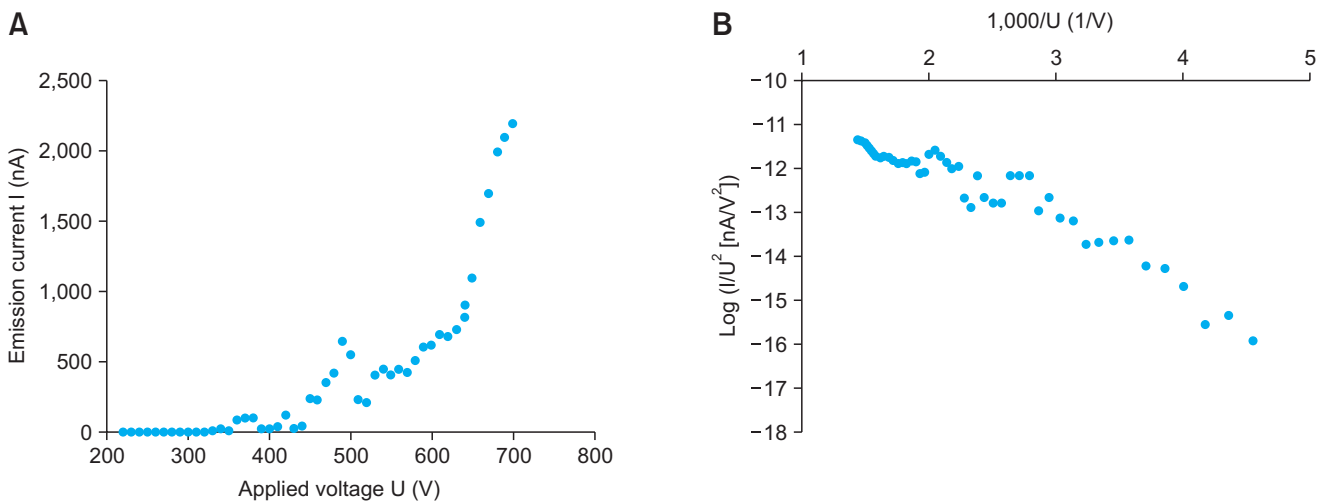 A
2,500
2,000
1,500
1,000
500
0
200 300 400 500 600 700 800
Emission current I (nA)
Applied voltage U (V)
B
1,000/U (1/V)
1 2 3 4 5
−10
−11
−12
−13
−14
−15
−16
−17
−18
Log (I/U² [nA/V²])